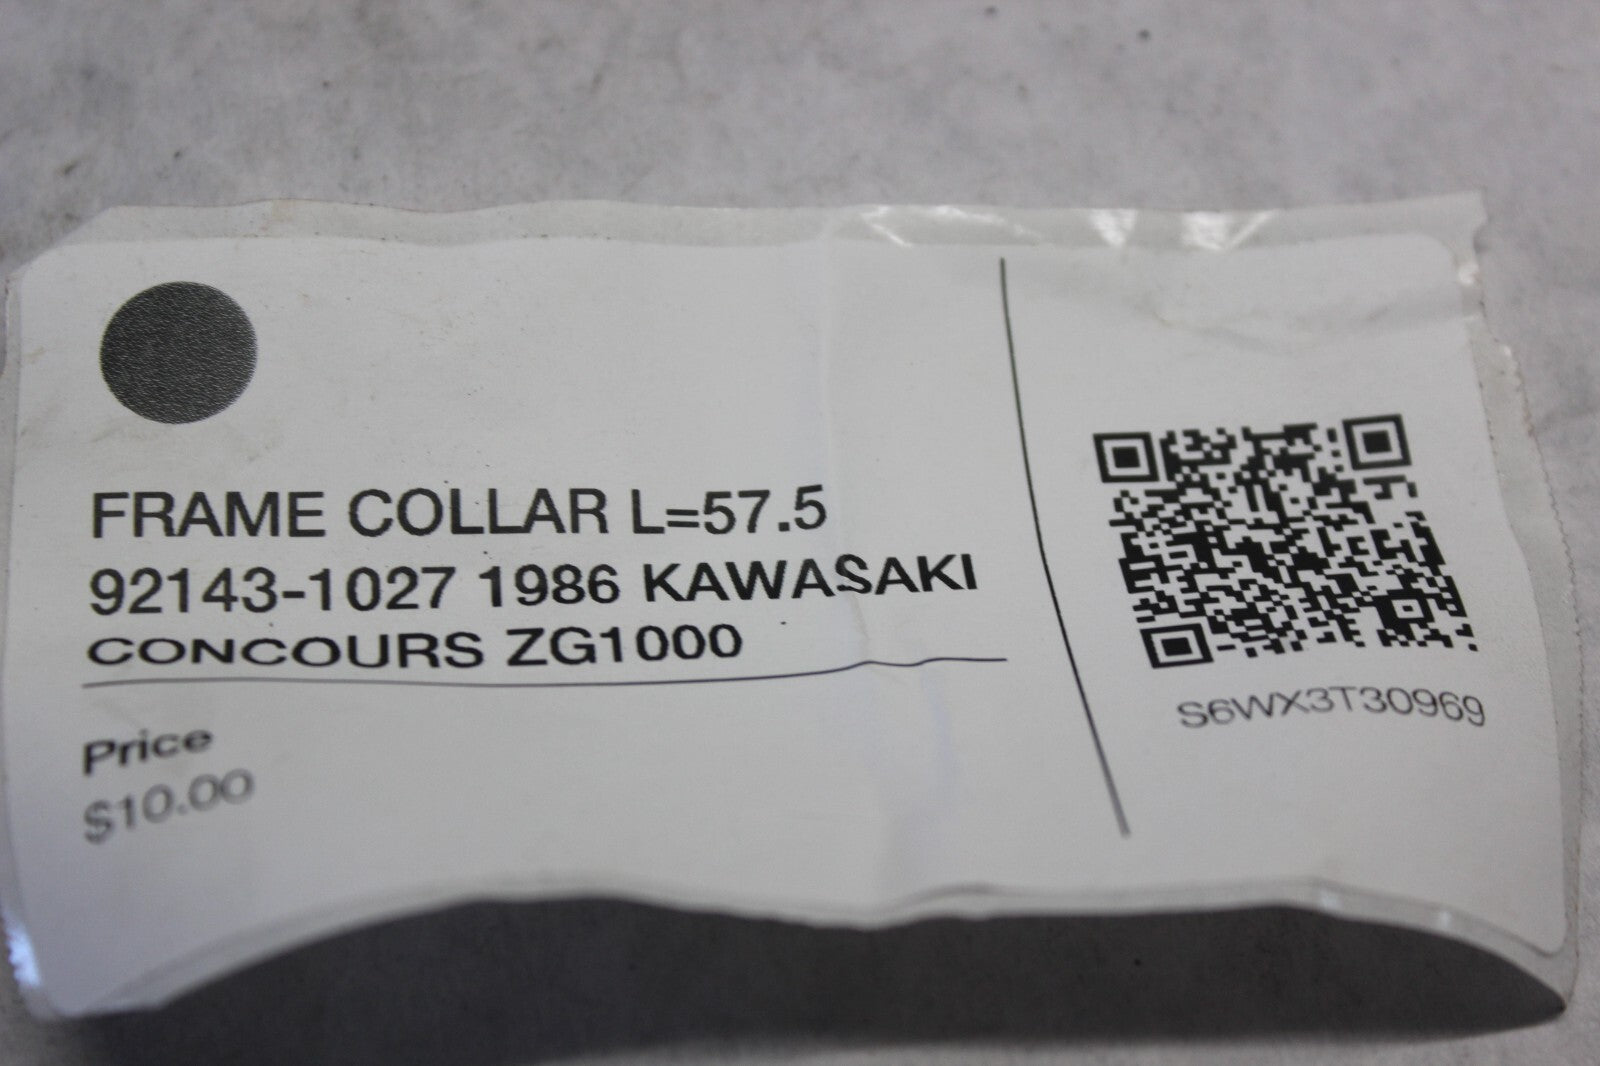 FRAME COLLAR L=57.5
92143-1027 1986 KAWASAKI
CONCOURS ZG1000
Price
$10.00
S6WX3T30969